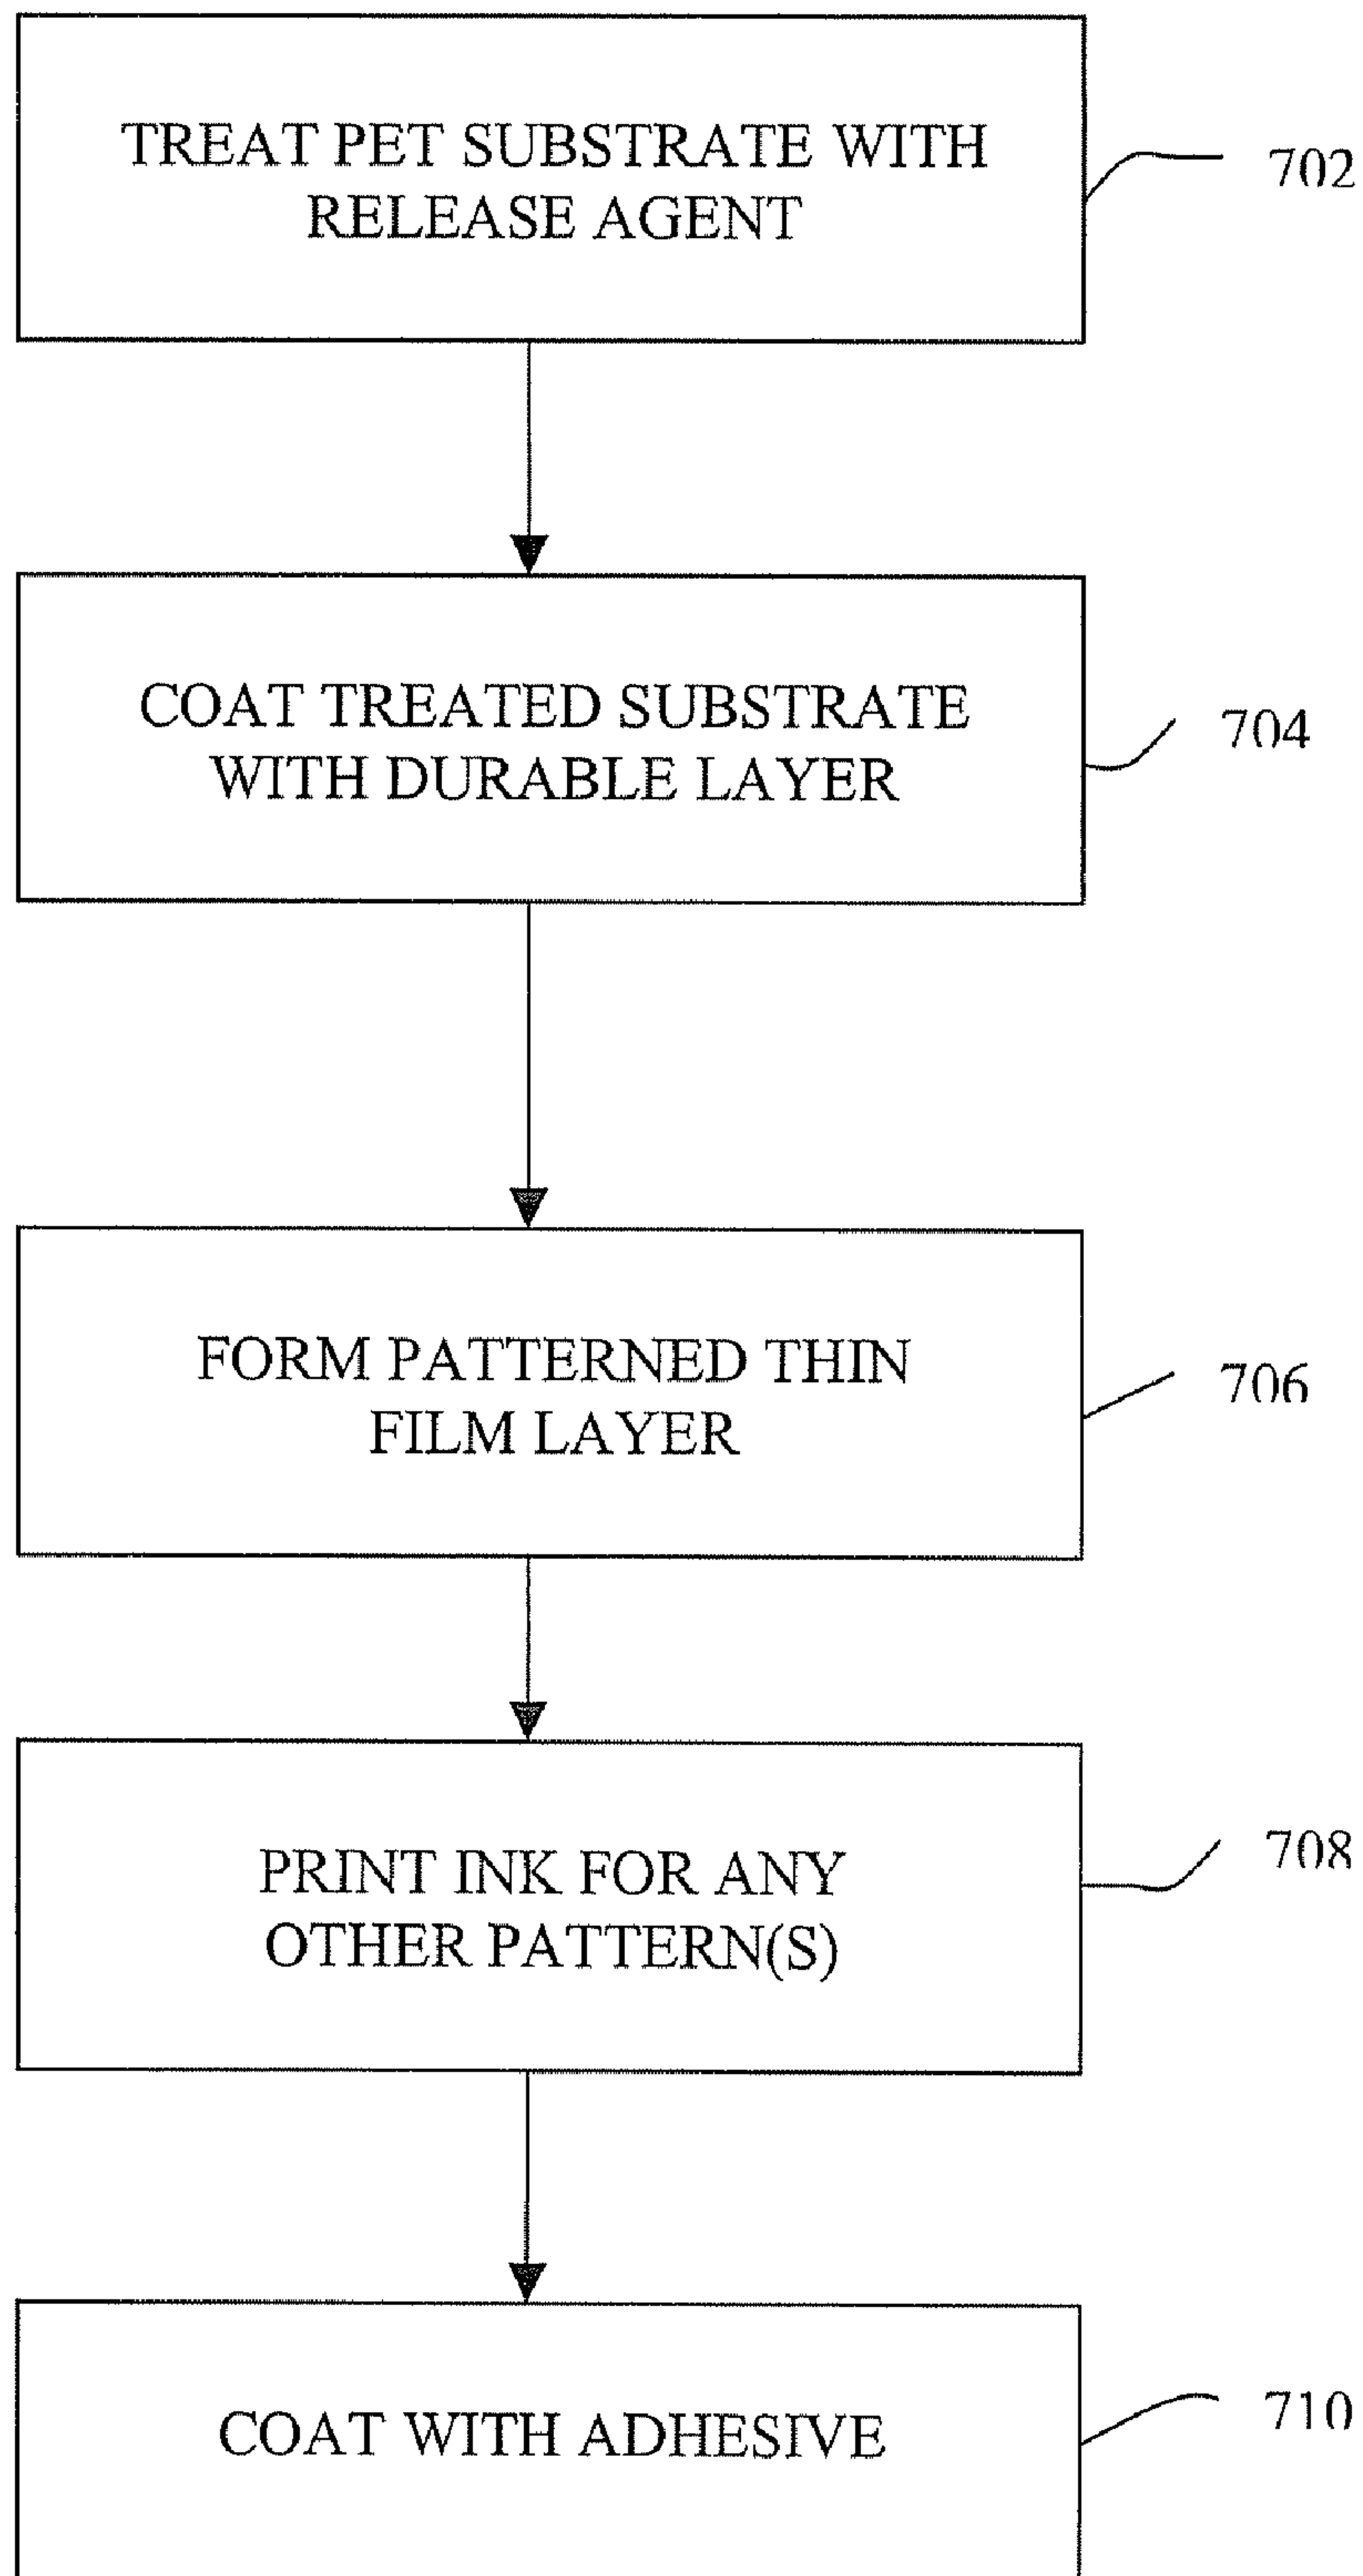 TREAT PET SUBSTRATE WITH
RELEASE AGENT
702
COAT TREATED SUBSTRATE
WITH DURABLE LAYER
704
FORM PATTERNED THIN
FILM LAYER
706
PRINT INK FOR ANY
OTHER PATTERN(S)
708
COAT WITH ADHESIVE
710